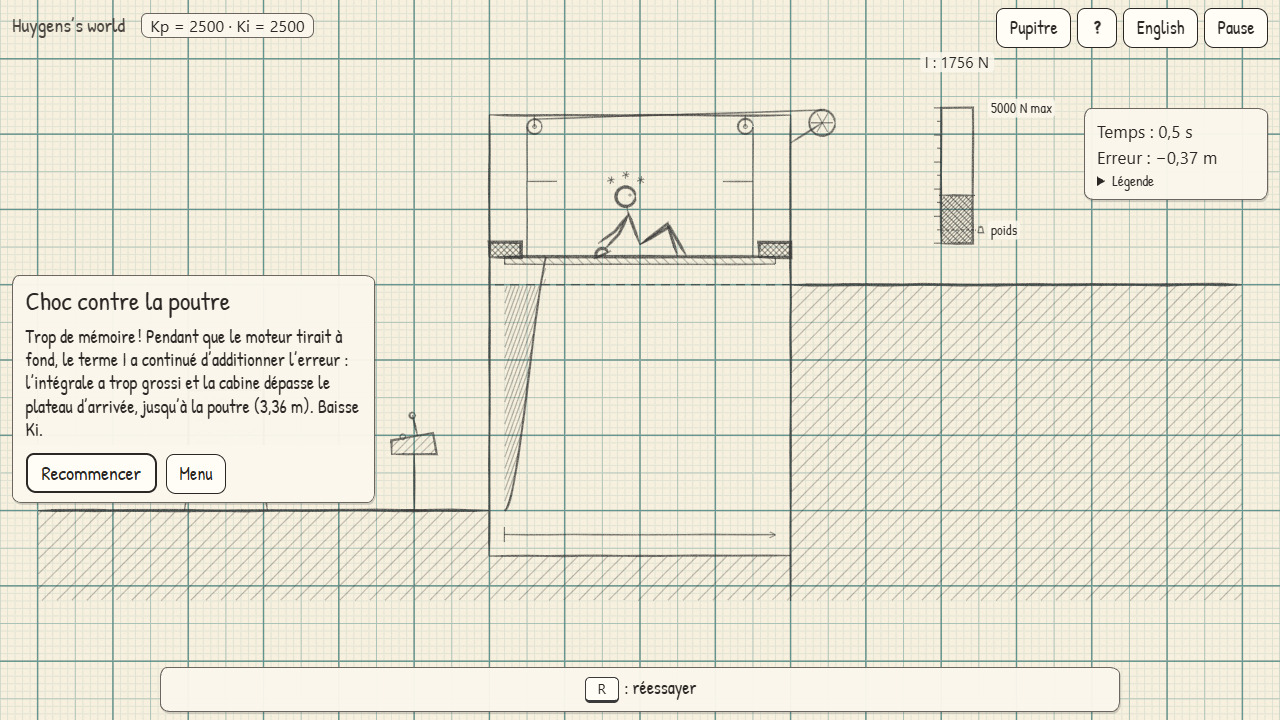 Huygens's world
Kp = 2500 · Ki = 2500
Pupitre
?
English
Pause
I : 1756 N
5000 N max
poids
Temps : 0,5 s
Erreur : −0,37 m
Légende
Choc contre la poutre
Trop de mémoire ! Pendant que le moteur tirait à
fond, le terme I a continué d'additionner l'erreur :
l'intégrale a trop grossi et la cabine dépasse le
plateau d'arrivée, jusqu'à la poutre (3,36 m). Baisse
Ki.
Recommencer
Menu
R : réessayer